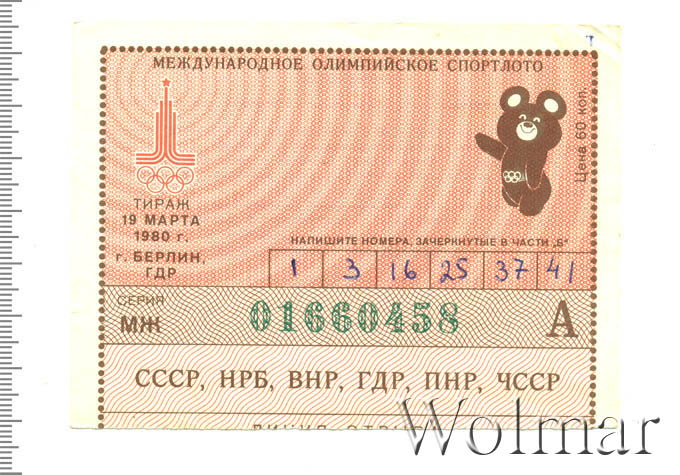 МЕЖДУНАРОДНОЕ ОЛИМПИЙСКОЕ СПОРТЛОТО
Цена 60 коп.
ТИРАЖ
19 МАРТА
1980 г.
г. БЕРЛИН,
ГДР
НАПИШИТЕ НОМЕРА, ЗАЧЕРКНУТЫЕ В ЧАСТИ „Б“
1 3 16 25 37 41
СЕРИЯ
МЖ 01660458 А
СССР, НРБ, ВНР, ГДР, ПНР, ЧССР
Wolmar